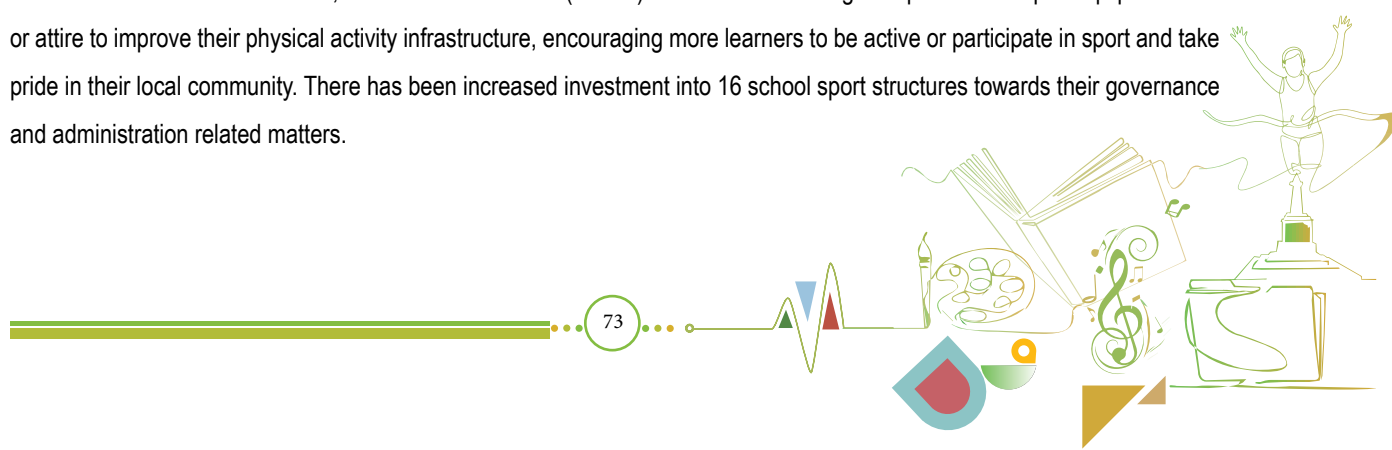 or attire to improve their physical activity infrastructure, encouraging more learners to be active or participate in sport and take
pride in their local community. There has been increased investment into 16 school sport structures towards their governance
and administration related matters.
73